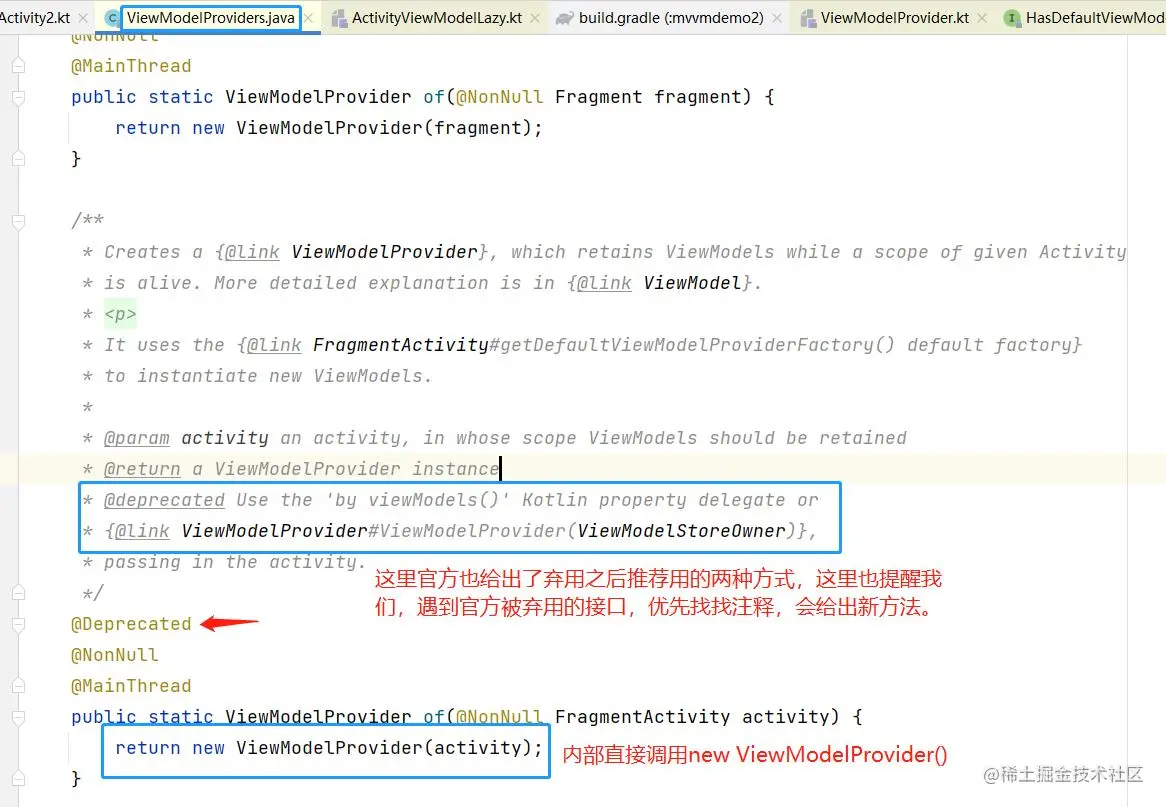 Activity2.kt
ViewModelProviders.java
ActivityViewModelLazy.kt
build.gradle (:mvvmdemo2)
ViewModelProvider.kt
HasDefaultViewMod
@NonNull
@MainThread
public static ViewModelProvider of(@NonNull Fragment fragment) {
return new ViewModelProvider(fragment);
}
/**
* Creates a {@link ViewModelProvider}, which retains ViewModels while a scope of given Activity
* is alive. More detailed explanation is in {@link ViewModel}.
* <p>
* It uses the {@link FragmentActivity#getDefaultViewModelProviderFactory() default factory}
* to instantiate new ViewModels.
*
* @param activity an activity, in whose scope ViewModels should be retained
* @return a ViewModelProvider instance
* @deprecated Use the 'by viewModels()' Kotlin property delegate or
* {@link ViewModelProvider#ViewModelProvider(ViewModelStoreOwner)},
* passing in the activity.
*/
这里官方也给出了弃用之后推荐用的两种方式，这里也提醒我
们，遇到官方被弃用的接口，优先找找注释，会给出新方法。
@Deprecated
@NonNull
@MainThread
public static ViewModelProvider of(@NonNull FragmentActivity activity) {
return new ViewModelProvider(activity);
内部直接调用new ViewModelProvider()
}
@稀土掘金技术社区